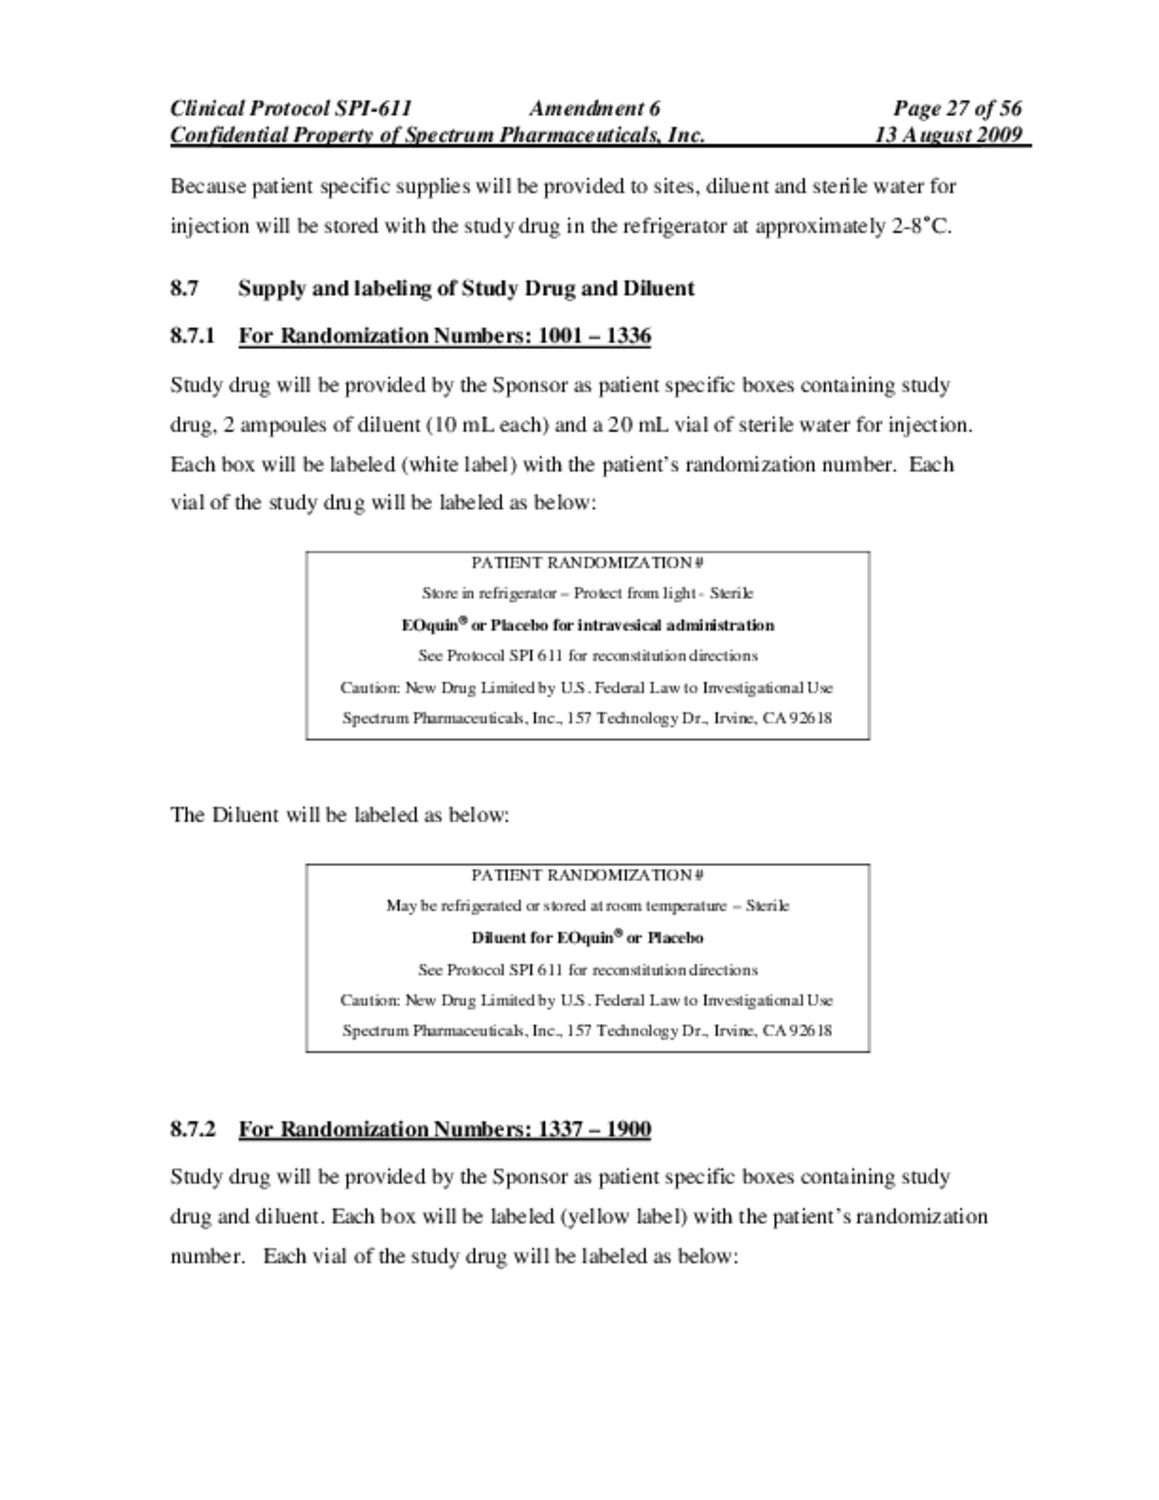 Clinical Protocol SPI-611 Amendment 6 Page 27 of 56
Confidential Property of Spectrum Pharmaceuticals, Inc. 13 August 2009
Because patient specific supplies will be provided to sites, diluent and sterile water for
injection will be stored with the study drug in the refrigerator at approximately 2-8˚C.
8.7 Supply and labeling of Study Drug and Diluent
8.7.1 For Randomization Numbers: 1001 – 1336
Study drug will be provided by the Sponsor as patient specific boxes containing study
drug, 2 ampoules of diluent (10 mL each) and a 20 mL vial of sterile water for injection.
Each box will be labeled (white label) with the patient’s randomization number. Each
vial of the study drug will be labeled as below:
PATIENT RANDOMIZATION#
Store in refrigerator – Protect from light - Sterile
EOquin® or Placebo for intravesical administration
See Protocol SPI 611 for reconstitution directions
Caution: New Drug Limited by U.S. Federal Law to Investigational Use
Spectrum Pharmaceuticals, Inc., 157 Technology Dr., Irvine, CA 92618
The Diluent will be labeled as below:
PATIENT RANDOMIZATION#
May be refrigerated or stored at room temperature – Sterile
Diluent for EOquin® or Placebo
See Protocol SPI 611 for reconstitution directions
Caution: New Drug Limited by U.S. Federal Law to Investigational Use
Spectrum Pharmaceuticals, Inc., 157 Technology Dr., Irvine, CA 92618
8.7.2 For Randomization Numbers: 1337 – 1900
Study drug will be provided by the Sponsor as patient specific boxes containing study
drug and diluent. Each box will be labeled (yellow label) with the patient’s randomization
number. Each vial of the study drug will be labeled as below: